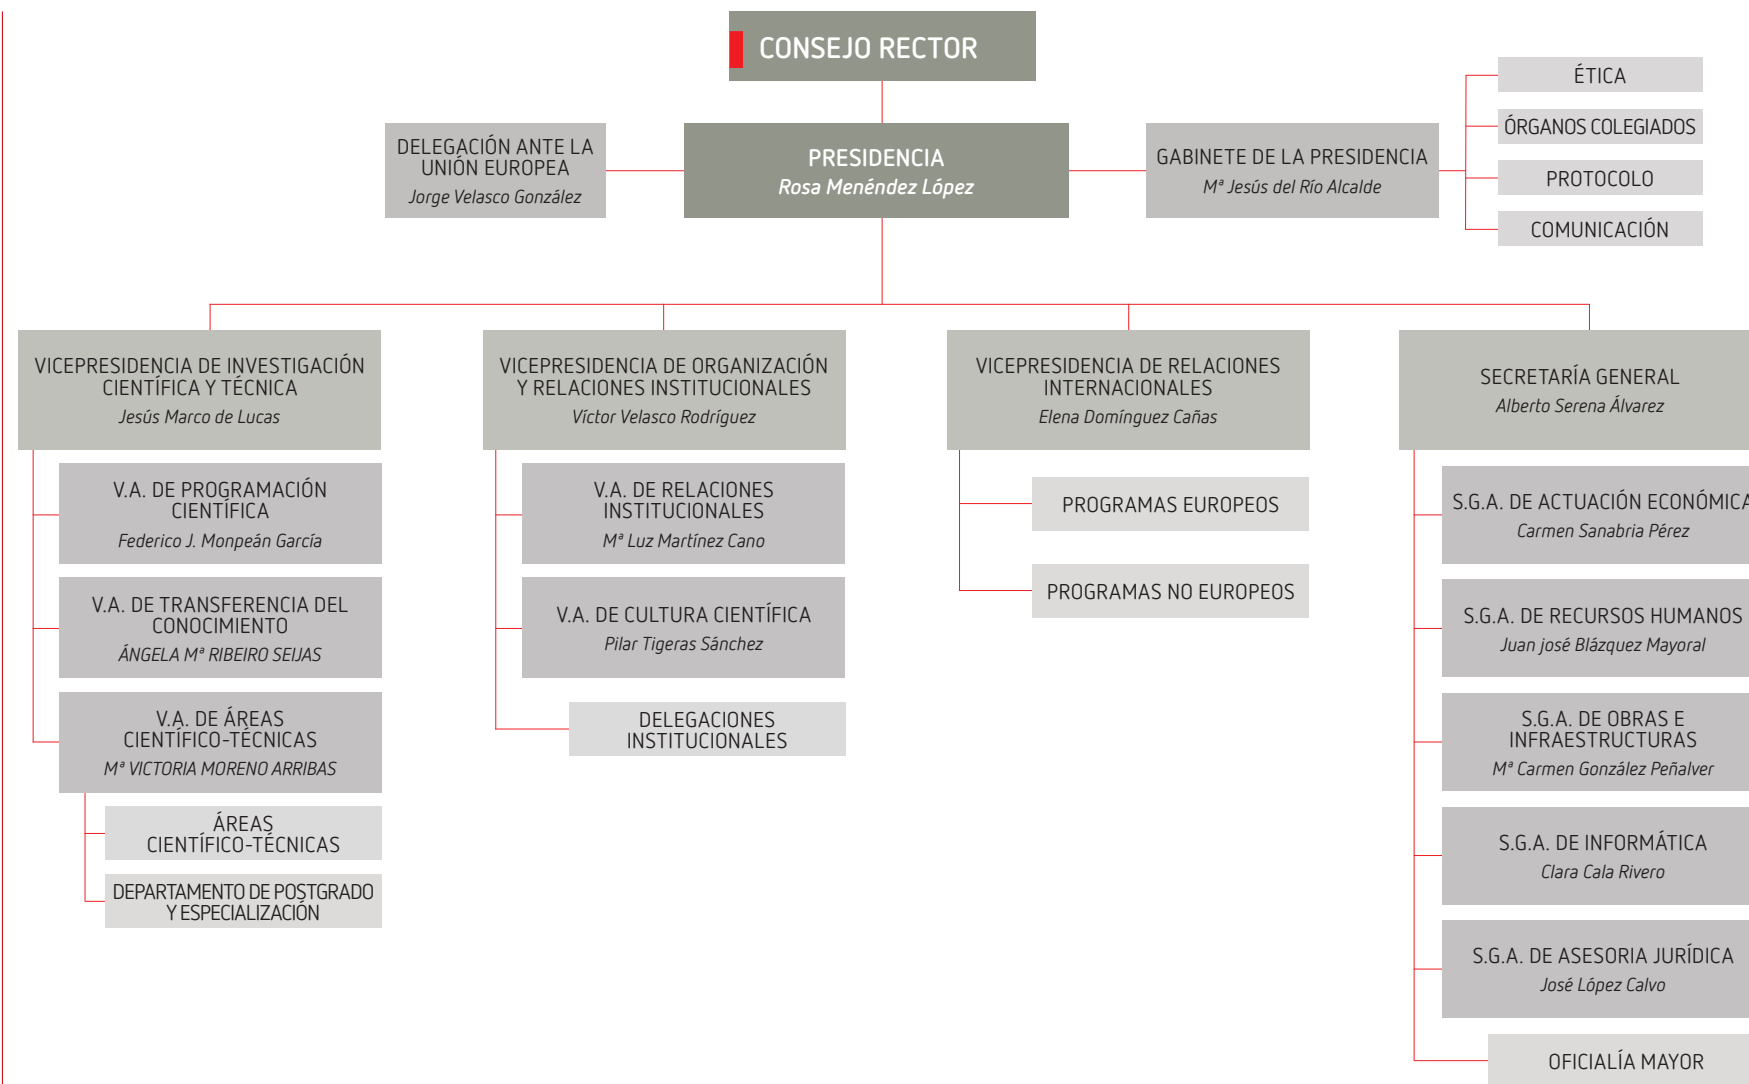 CONSEJO RECTOR
DELEGACIÓN ANTE LA
UNIÓN EUROPEA
Jorge Velasco González
PRESIDENCIA
Rosa Menéndez López
GABINETE DE LA PRESIDENCIA
Mª Jesús del Río Alcalde
ÉTICA
ÓRGANOS COLEGIADOS
PROTOCOLO
COMUNICACIÓN
VICEPRESIDENCIA DE INVESTIGACIÓN
CIENTÍFICA Y TÉCNICA
Jesús Marco de Lucas
V.A. DE PROGRAMACIÓN
CIENTÍFICA
Federico J. Monpeán García
V.A. DE TRANSFERENCIA DEL
CONOCIMIENTO
ÁNGELA Mª RIBEIRO SEIJAS
V.A. DE ÁREAS
CIENTÍFICO-TÉCNICAS
Mª VICTORIA MORENO ARRIBAS
ÁREAS
CIENTÍFICO-TÉCNICAS
DEPARTAMENTO DE POSTGRADO
Y ESPECIALIZACIÓN
VICEPRESIDENCIA DE ORGANIZACIÓN
Y RELACIONES INSTITUCIONALES
Víctor Velasco Rodríguez
V.A. DE RELACIONES
INSTITUCIONALES
Mª Luz Martínez Cano
V.A. DE CULTURA CIENTÍFICA
Pilar Tigeras Sánchez
DELEGACIONES
INSTITUCIONALES
VICEPRESIDENCIA DE RELACIONES
INTERNACIONALES
Elena Domínguez Cañas
PROGRAMAS EUROPEOS
PROGRAMAS NO EUROPEOS
SECRETARÍA GENERAL
Alberto Serena Álvarez
S.G.A. DE ACTUACIÓN ECONÓMICA
Carmen Sanabria Pérez
S.G.A. DE RECURSOS HUMANOS
Juan josé Blázquez Mayoral
S.G.A. DE OBRAS E
INFRAESTRUCTURAS
Mª Carmen González Peñalver
S.G.A. DE INFORMÁTICA
Clara Cala Rivero
S.G.A. DE ASESORIA JURÍDICA
José López Calvo
OFICIALÍA MAYOR